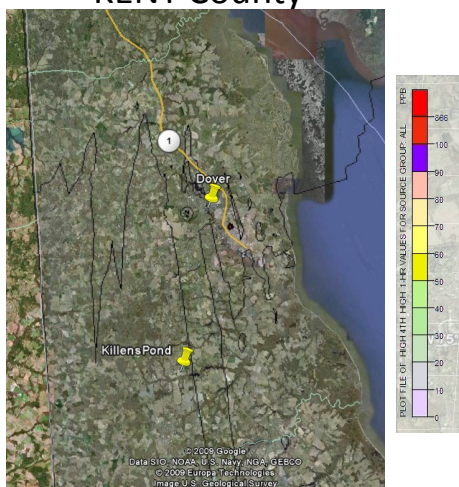 KENT County
1
Dover
KillensPond
© 2009 Google
Data SIO, NOAA, U.S. Navy, NGA, GEBCO
© 2009 Europa Technologies
Image U.S. Geological Survey
PLOT FILE OF HIGH 4TH HIGH 1-HR VALUES FOR SOURCE GROUP: ALL PPB
366
100
90
80
70
60
50
40
30
20
10
0